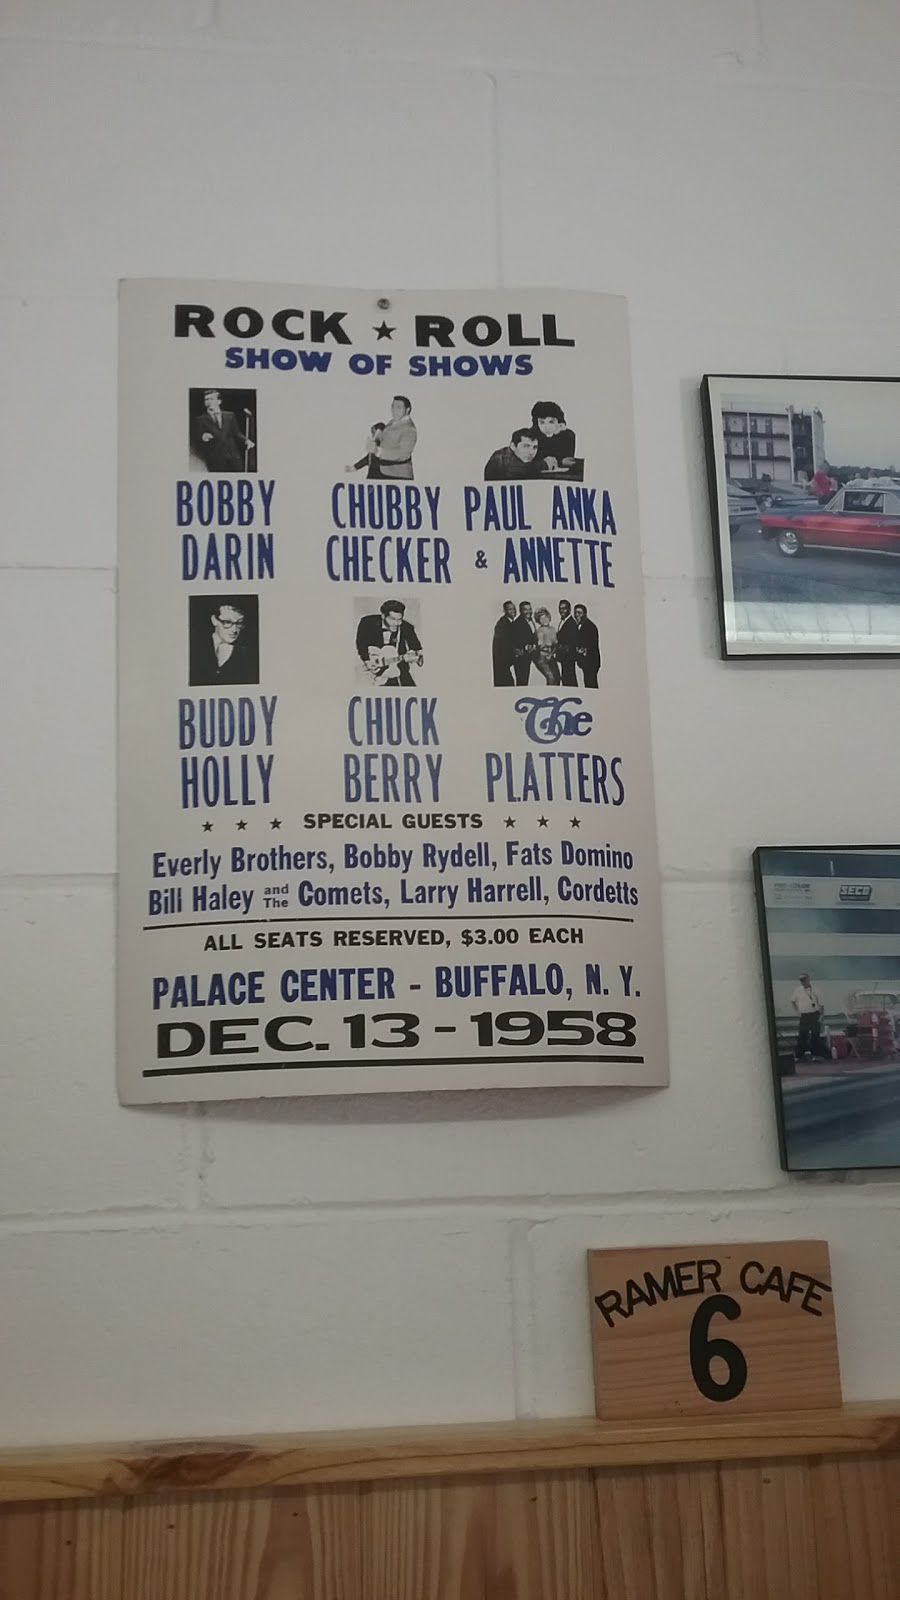 ROCK ★ ROLL
SHOW OF SHOWS
BOBBY DARIN
CHUBBY CHECKER
PAUL ANKA & ANNETTE
BUDDY HOLLY
CHUCK BERRY
The PLATTERS
★ ★ ★ SPECIAL GUESTS ★ ★ ★
Everly Brothers, Bobby Rydell, Fats Domino
Bill Haley and The Comets, Larry Harrell, Cordetts
ALL SEATS RESERVED, $3.00 EACH
PALACE CENTER - BUFFALO, N. Y.
DEC. 13 - 1958
SECO
RAMER CAFE
6